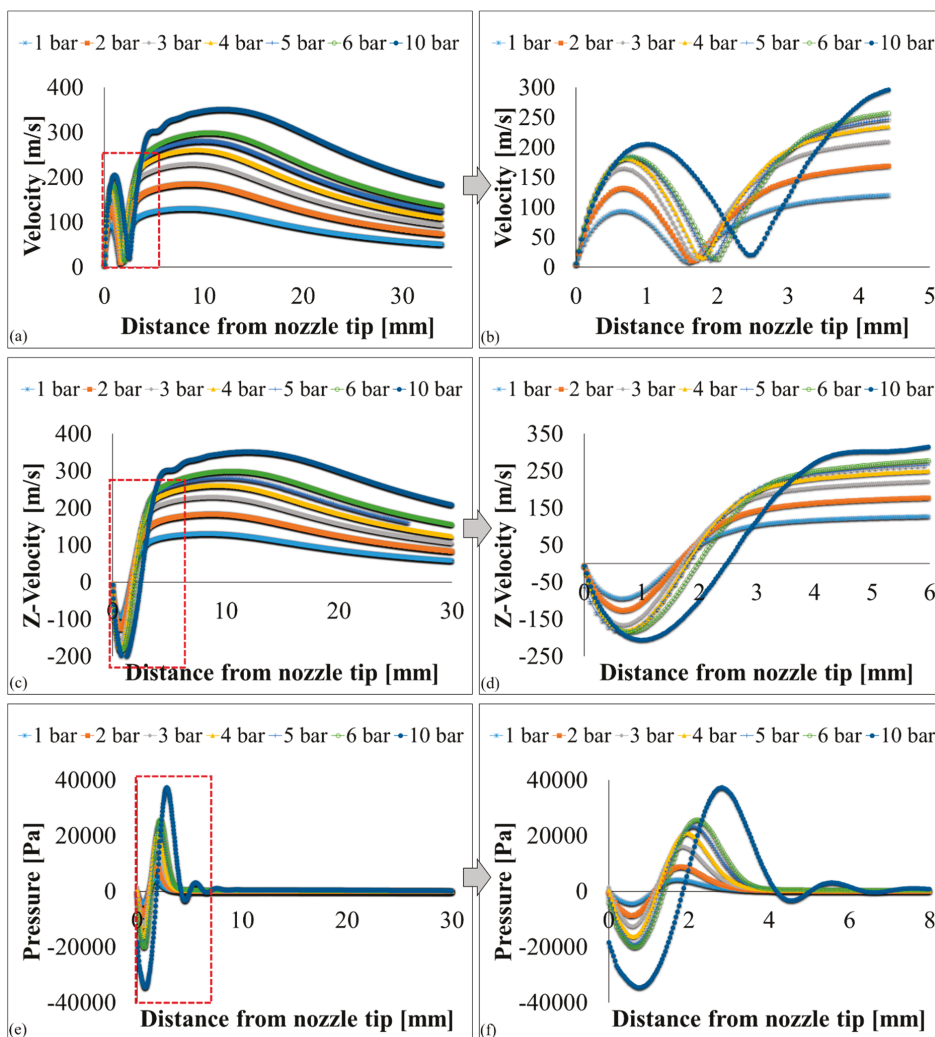 1 bar 2 bar 3 bar 4 bar 5 bar 6 bar 10 bar
400
300
200
100
0
Velocity [m/s]
0 10 20 30
Distance from nozzle tip [mm]
(a)
1 bar 2 bar 3 bar 4 bar 5 bar 6 bar 10 bar
300
250
200
150
100
50
0
Velocity [m/s]
0 1 2 3 4 5
Distance from nozzle tip [mm]
(b)
1 bar 2 bar 3 bar 4 bar 5 bar 6 bar 10 bar
400
300
200
100
0
-100
-200
Z-Velocity [m/s]
0 10 20 30
Distance from nozzle tip [mm]
(c)
1 bar 2 bar 3 bar 4 bar 5 bar 6 bar 10 bar
350
250
150
50
-50
-150
-250
Z-Velocity [m/s]
0 1 2 3 4 5 6
Distance from nozzle tip [mm]
(d)
1 bar 2 bar 3 bar 4 bar 5 bar 6 bar 10 bar
40000
20000
0
-20000
-40000
Pressure [Pa]
0 10 20 30
Distance from nozzle tip [mm]
(e)
1 bar 2 bar 3 bar 4 bar 5 bar 6 bar 10 bar
40000
20000
0
-20000
-40000
Pressure [Pa]
0 2 4 6 8
Distance from nozzle tip [mm]
(f)